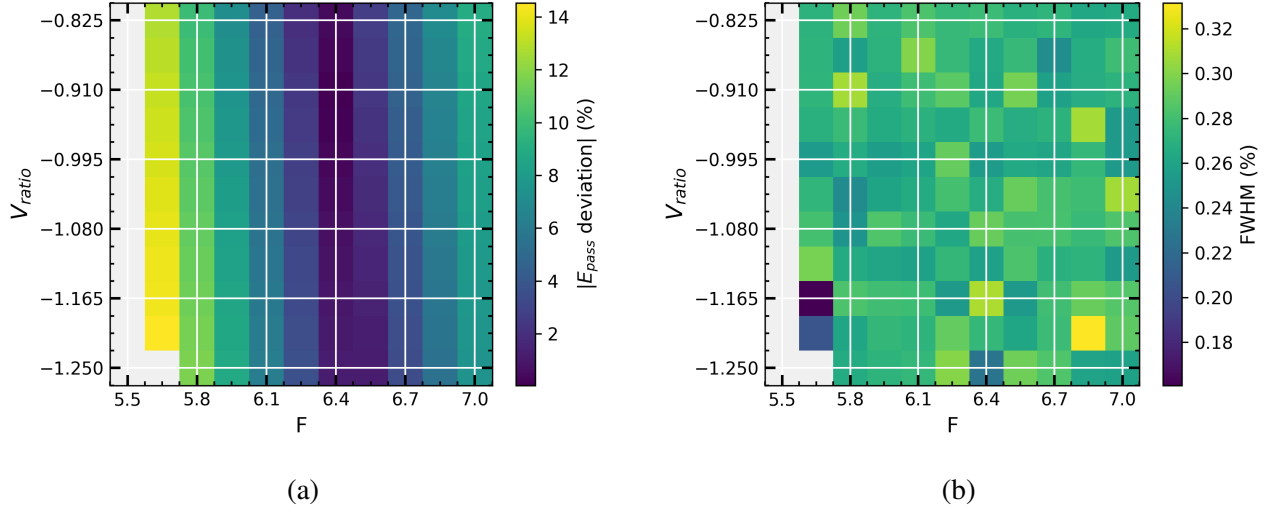 −0.825
−0.910
−0.995
−1.080
−1.165
−1.250
V_ratio
5.5 5.8 6.1 6.4 6.7 7.0
F
14
12
10
8
6
4
2
|E_pass deviation| (%)
(a)
−0.825
−0.910
−0.995
−1.080
−1.165
−1.250
V_ratio
5.5 5.8 6.1 6.4 6.7 7.0
F
0.32
0.30
0.28
0.26
0.24
0.22
0.20
0.18
FWHM (%)
(b)